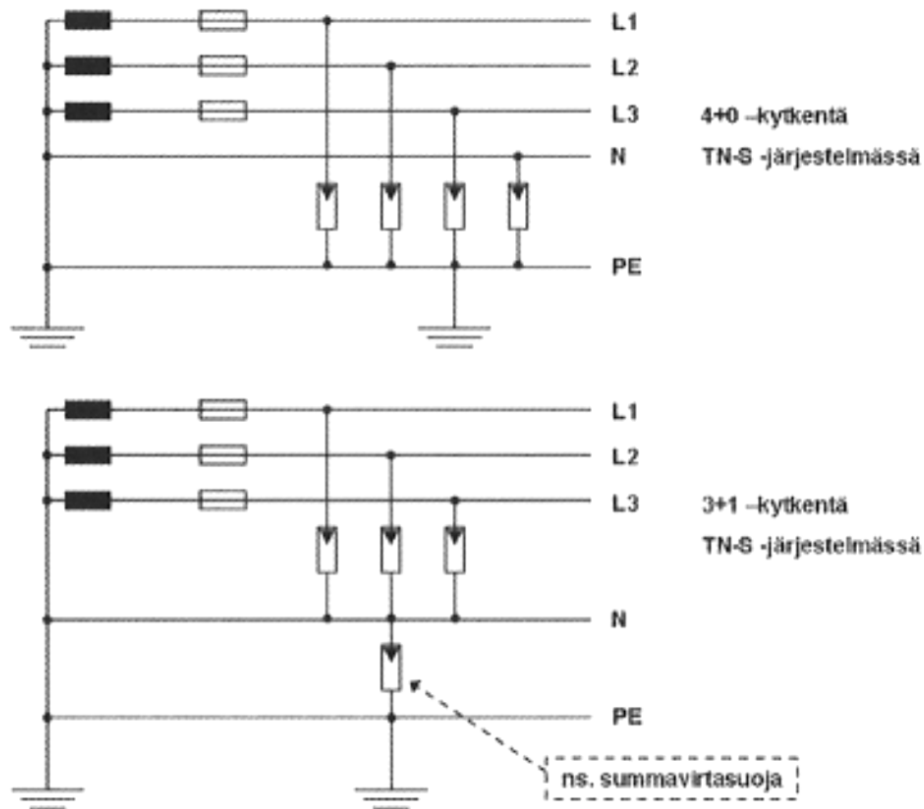 L1
L2
L3
4+0 –kytkentä
N
TN-S -järjestelmässä
PE
L1
L2
L3
3+1 –kytkentä
TN-S -järjestelmässä
N
PE
ns. summavirtasuoja